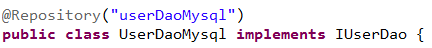 @Repository("userDaoMysql")
public class UserDaoMysql implements IUserDao {